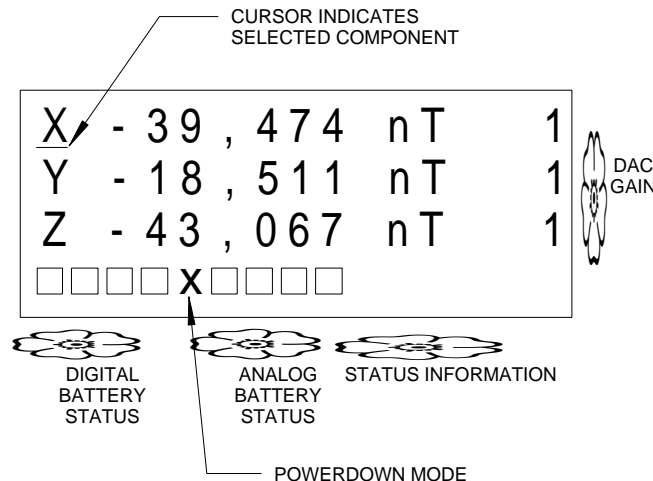 CURSOR INDICATES
SELECTED COMPONENT
X - 39,474 nT 1
Y - 18,511 nT 1
Z - 43,067 nT 1
x
DAC
GAIN
DIGITAL
BATTERY
STATUS
ANALOG
BATTERY
STATUS
STATUS INFORMATION
POWERDOWN MODE